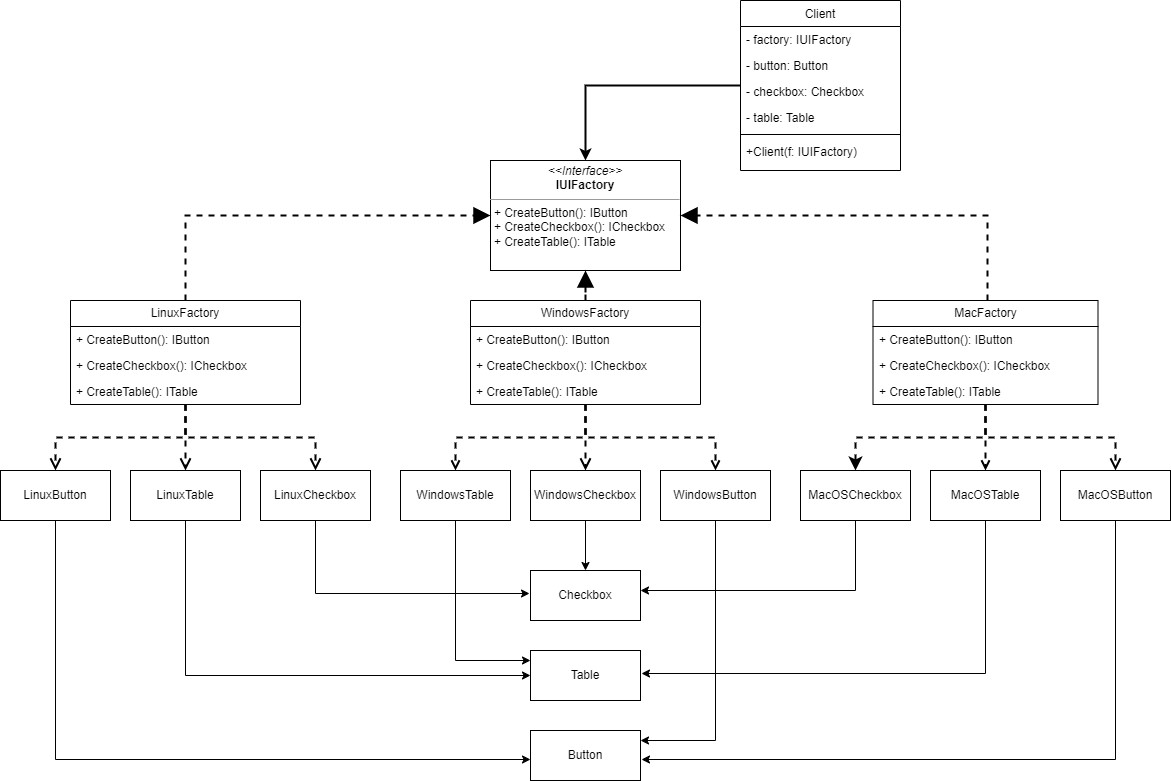 Client
- factory: IUIFactory
- button: Button
- checkbox: Checkbox
- table: Table
+Client(f: IUIFactory)
<<Interface>>
IUIFactory
+ CreateButton(): IButton
+ CreateCheckbox(): ICheckbox
+ CreateTable(): ITable
LinuxFactory
+ CreateButton(): IButton
+ CreateCheckbox(): ICheckbox
+ CreateTable(): ITable
WindowsFactory
+ CreateButton(): IButton
+ CreateCheckbox(): ICheckbox
+ CreateTable(): ITable
MacFactory
+ CreateButton(): IButton
+ CreateCheckbox(): ICheckbox
+ CreateTable(): ITable
LinuxButton
LinuxTable
LinuxCheckbox
WindowsTable
WindowsCheckbox
WindowsButton
MacOSCheckbox
MacOSTable
MacOSButton
Checkbox
Table
Button